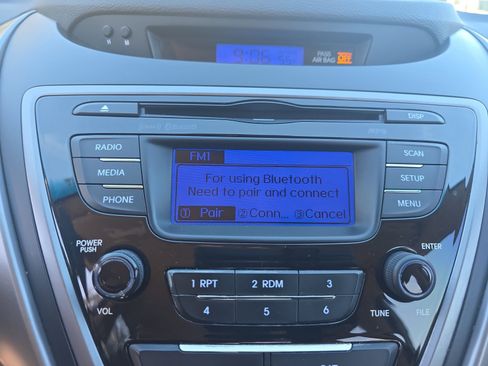 H M
9:06
PASS
AIR BAG OFF
DISP
RADIO
MEDIA
PHONE
FM1
For using Bluetooth
Need to pair and connect
① Pair ② Conn... ③ Cancel
SCAN
SETUP
MENU
POWER
PUSH
VOL
1 RPT 2 RDM 3
4 5 6
ENTER
TUNE FILE